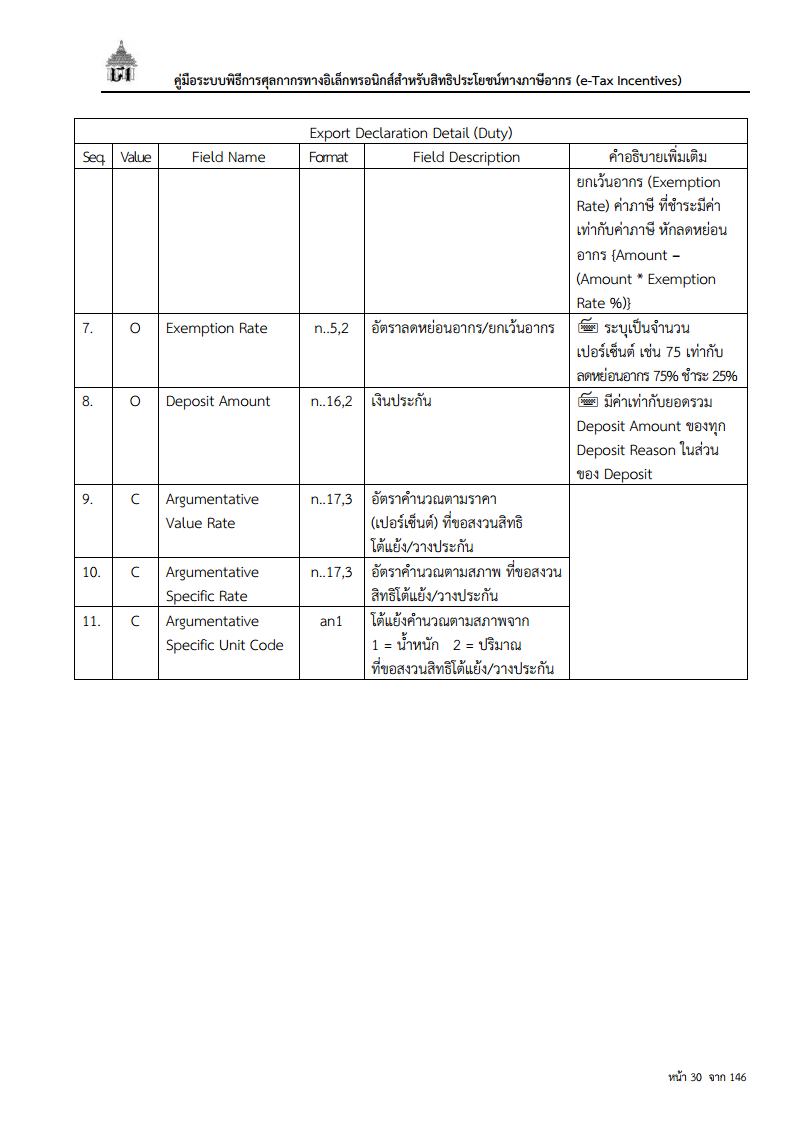 คู่มือระบบพิธีการศุลกากรทางอิเล็กทรอนิกส์สำหรับสิทธิประโยชน์ทางภาษีอากร (e-Tax Incentives)
Export Declaration Detail (Duty)
Seq. Value Field Name Format Field Description คำอธิบายเพิ่มเติม
ยกเว้นอากร (Exemption
Rate) ค่าภาษี ที่ชำระมีค่า
เท่ากับค่าภาษี หักลดหย่อน
อากร {Amount –
(Amount * Exemption
Rate %)}
7. O Exemption Rate n..5,2 อัตราลดหย่อนอากร/ยกเว้นอากร ระบุเป็นจำนวน
เปอร์เซ็นต์ เช่น 75 เท่ากับ
ลดหย่อนอากร 75% ชำระ 25%
8. O Deposit Amount n..16,2 เงินประกัน มีค่าเท่ากับยอดรวม
Deposit Amount ของทุก
Deposit Reason ในส่วน
ของ Deposit
9. C Argumentative n..17,3 อัตราคำนวณตามราคา
Value Rate (เปอร์เซ็นต์) ที่ขอสงวนสิทธิ
โต้แย้ง/วางประกัน
10. C Argumentative n..17,3 อัตราคำนวณตามสภาพ ที่ขอสงวน
Specific Rate สิทธิโต้แย้ง/วางประกัน
11. C Argumentative an1 โต้แย้งคำนวณตามสภาพจาก
Specific Unit Code 1 = น้ำหนัก 2 = ปริมาณ
ที่ขอสงวนสิทธิโต้แย้ง/วางประกัน
หน้า 30 จาก 146